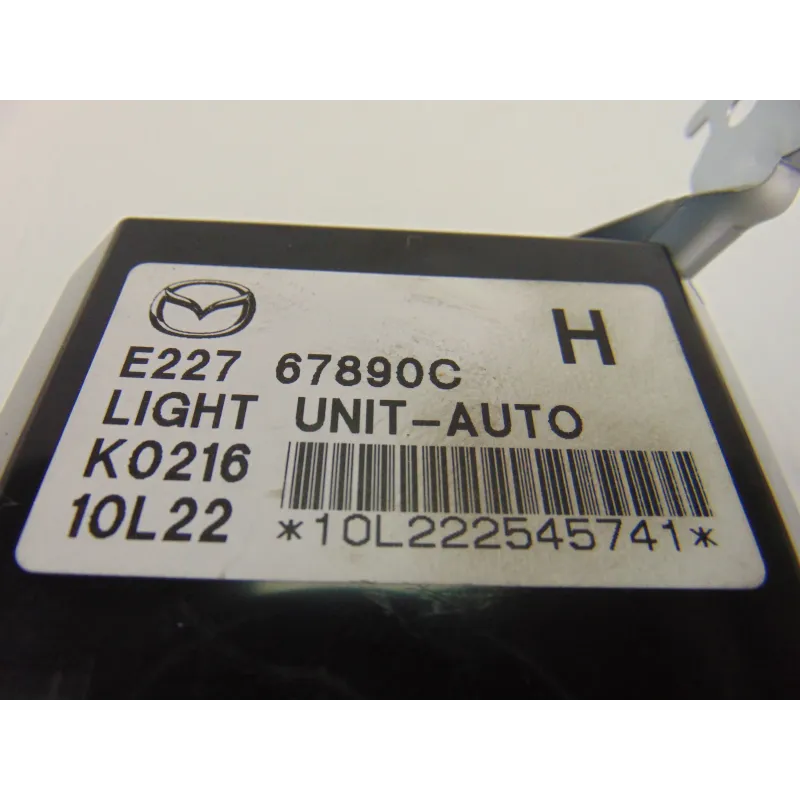 H
E227 67890C
LIGHT UNIT-AUTO
K0216
10L22
*10L222545741*